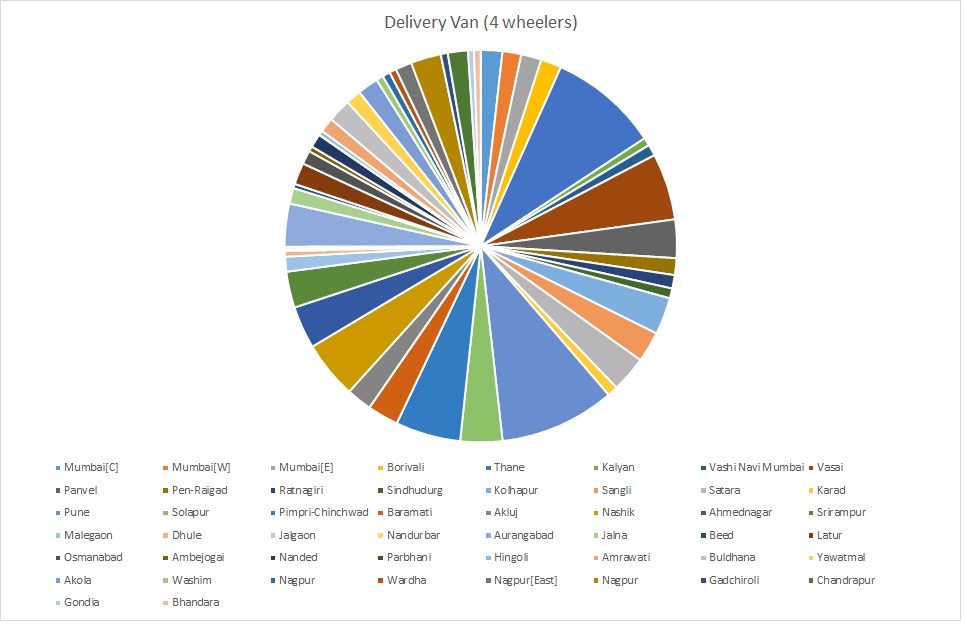 Delivery Van (4 wheelers)
Mumbai[C] Mumbai[W] Mumbai[E] Borivali Thane Kalyan Vashi Navi Mumbai Vasai
Panvel Pen-Raigad Ratnagiri Sindhudurg Kolhapur Sangli Satara Karad
Pune Solapur Pimpri-Chinchwad Baramati Akluj Nashik Ahmednagar Srirampur
Malegaon Dhule Jalgaon Nandurbar Aurangabad Jalna Beed Latur
Osmanabad Ambejogai Nanded Parbhani Hingoli Amrawati Buldhana Yawatmal
Akola Washim Nagpur Wardha Nagpur[East] Nagpur Gadchiroli Chandrapur
Gondia Bhandara